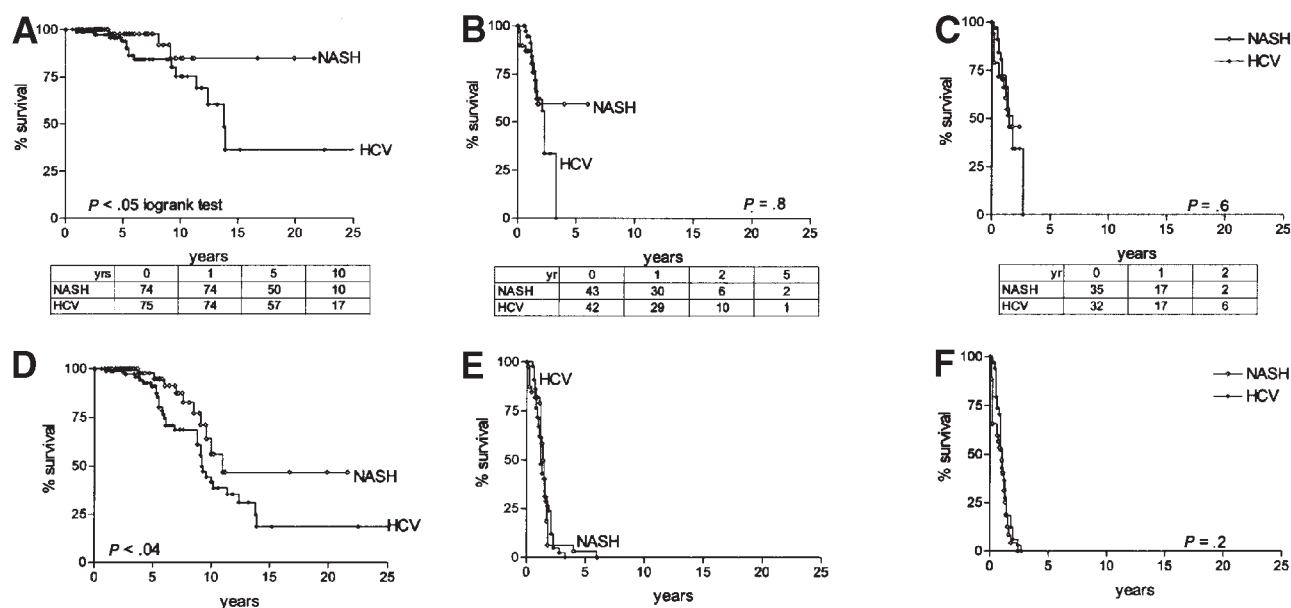 A
100
75
50
25
0
% survival
NASH
HCV
P < .05 logrank test
0 5 10 15 20 25
years
yrs 0 1 5 10
NASH 74 74 50 10
HCV 75 74 57 17
B
100
75
50
25
0
% survival
NASH
HCV
P = .8
0 5 10 15 20 25
years
yr 0 1 2 5
NASH 43 30 6 2
HCV 42 29 10 1
C
100
75
50
25
0
% survival
NASH
HCV
P = .6
0 5 10 15 20 25
years
yr 0 1 2
NASH 35 17 2
HCV 32 17 6
D
100
75
50
25
0
% survival
NASH
HCV
P < .04
0 5 10 15 20 25
years
E
100
75
50
25
0
% survival
HCV
NASH
0 5 10 15 20 25
years
F
100
75
50
25
0
% survival
NASH
HCV
P = .2
0 5 10 15 20 25
years